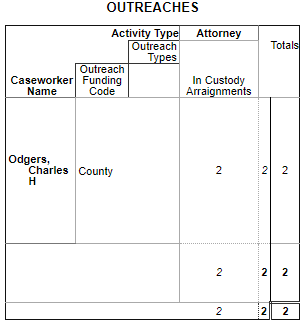 OUTREACHES
Activity Type Attorney
Outreach Types Totals
Caseworker Name Outreach Funding Code In Custody Arraignments
Odgers, Charles H County 2 2 2
2 2 2
2 2 2